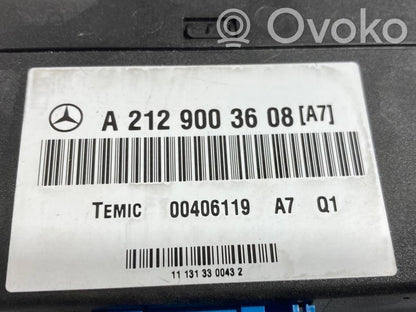 Ovoko
A 212 900 36 08 [A7]
TEMIC 00406119 A7 Q1
11 131 33 0043 2